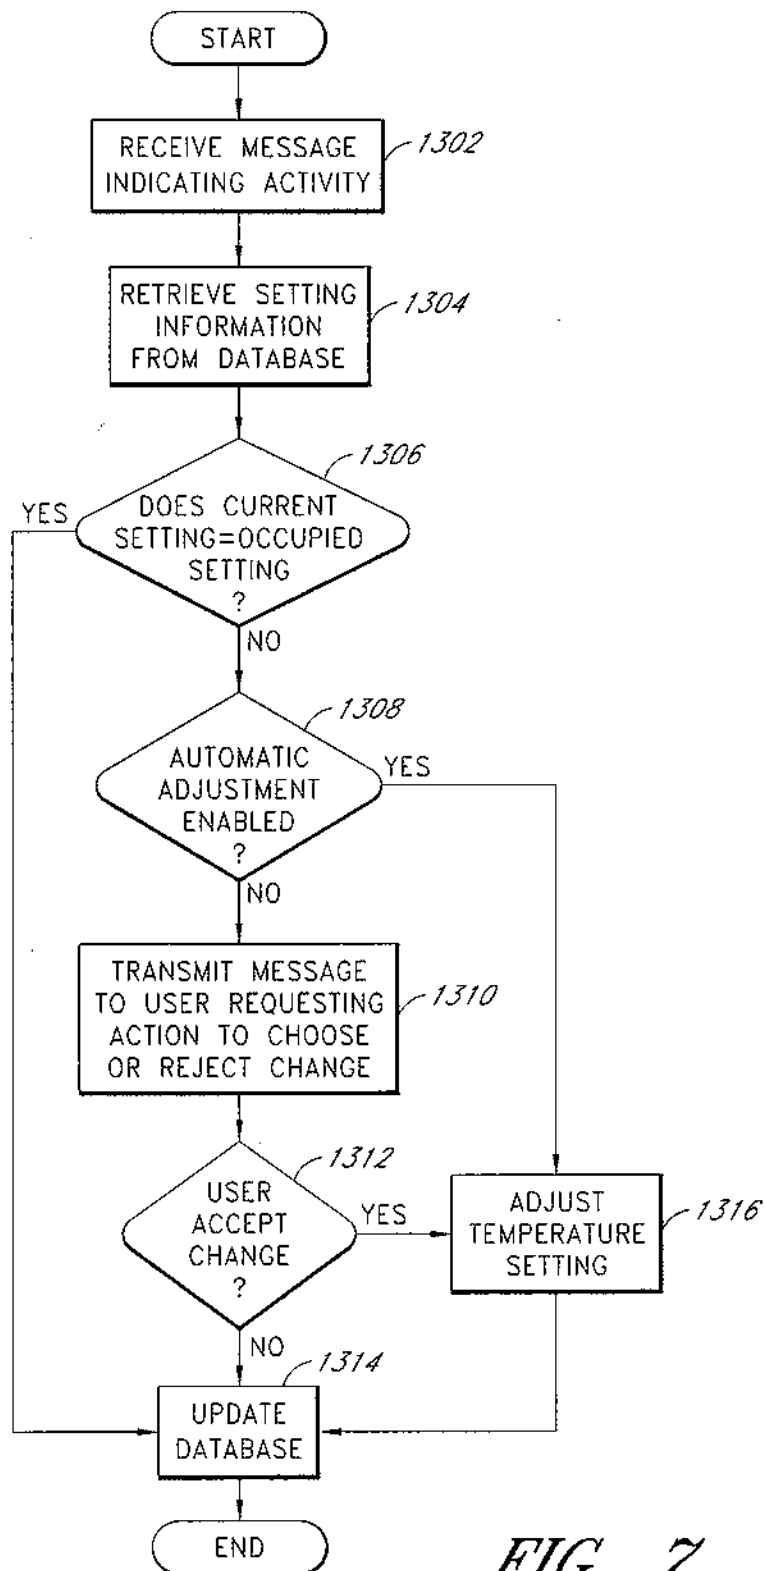 START
RECEIVE MESSAGE
INDICATING ACTIVITY
1302
RETRIEVE SETTING
INFORMATION
FROM DATABASE
1304
DOES CURRENT
SETTING=OCCUPIED
SETTING
?
1306
YES
NO
AUTOMATIC
ADJUSTMENT
ENABLED
?
1308
YES
NO
TRANSMIT MESSAGE
TO USER REQUESTING
ACTION TO CHOOSE
OR REJECT CHANGE
1310
USER
ACCEPT
CHANGE
?
1312
YES
NO
ADJUST
TEMPERATURE
SETTING
1316
UPDATE
DATABASE
1314
END
FIG. 7